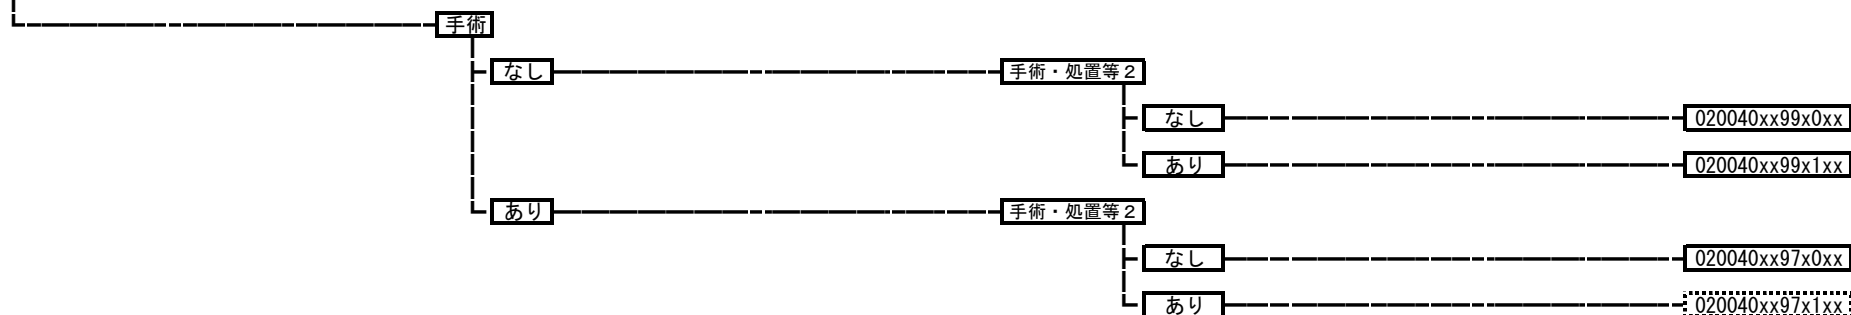 手術
なし 手術・処置等2
なし 020040xx99x0xx
あり 020040xx99x1xx
あり 手術・処置等2
なし 020040xx97x0xx
あり 020040xx97x1xx